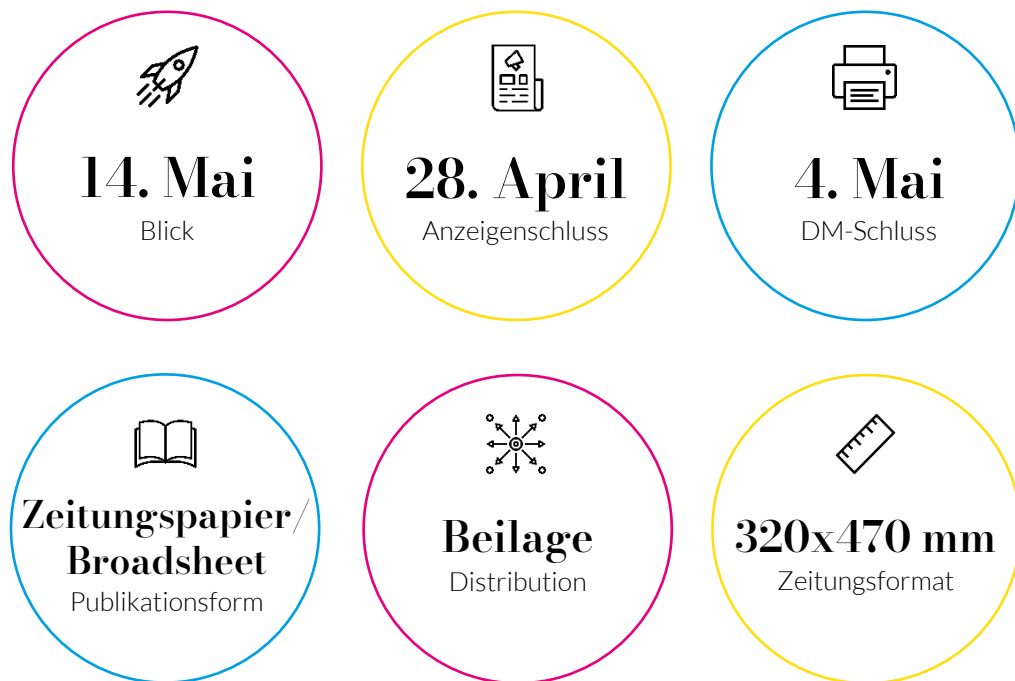 14. Mai
Blick
28. April
Anzeigenschluss
4. Mai
DM-Schluss
Zeitungspapier/
Broadsheet
Publikationsform
Beilage
Distribution
320x470 mm
Zeitungsformat